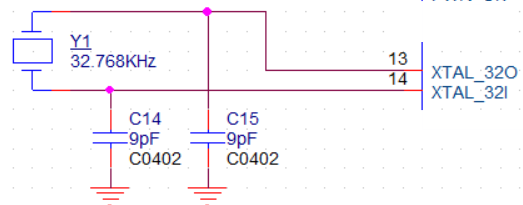 Y1
32.768KHz
13
XTAL_32O
14
XTAL_32I
C14
9pF
C0402
C15
9pF
C0402